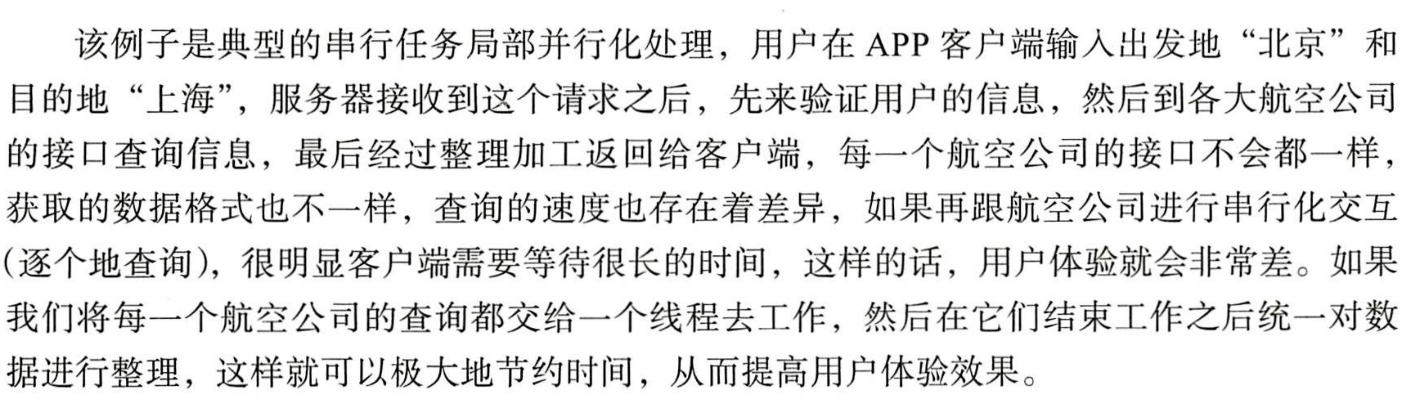 该例子是典型的串行任务局部并行化处理，用户在 APP 客户端输入出发地“北京”和
目的地“上海”，服务器接收到这个请求之后，先来验证用户的信息，然后到各大航空公司
的接口查询信息，最后经过整理加工返回给客户端，每一个航空公司的接口不会都一样，
获取的数据格式也不一样，查询的速度也存在着差异，如果再跟航空公司进行串行化交互
(逐个地查询)，很明显客户端需要等待很长的时间，这样的话，用户体验就会非常差。如果
我们将每一个航空公司的查询都交给一个线程去工作，然后在它们结束工作之后统一对数
据进行整理，这样就可以极大地节约时间，从而提高用户体验效果。